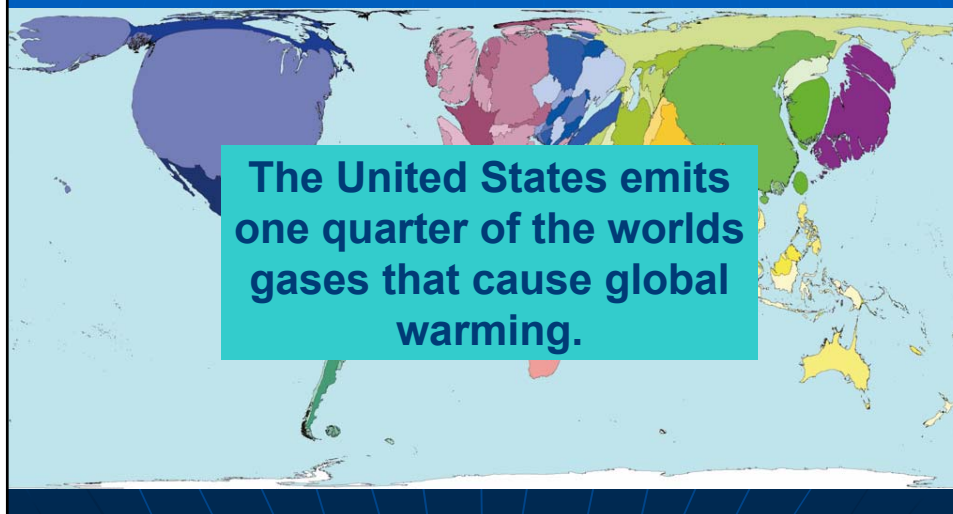 The United States emits
one quarter of the worlds
gases that cause global
warming.